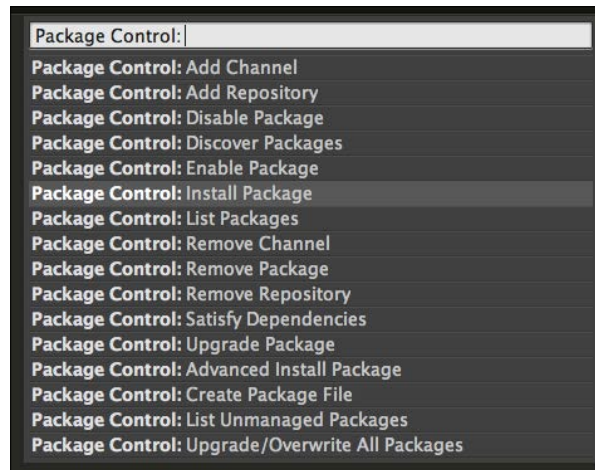 Package Control:
Package Control: Add Channel
Package Control: Add Repository
Package Control: Disable Package
Package Control: Discover Packages
Package Control: Enable Package
Package Control: Install Package
Package Control: List Packages
Package Control: Remove Channel
Package Control: Remove Package
Package Control: Remove Repository
Package Control: Satisfy Dependencies
Package Control: Upgrade Package
Package Control: Advanced Install Package
Package Control: Create Package File
Package Control: List Unmanaged Packages
Package Control: Upgrade/Overwrite All Packages